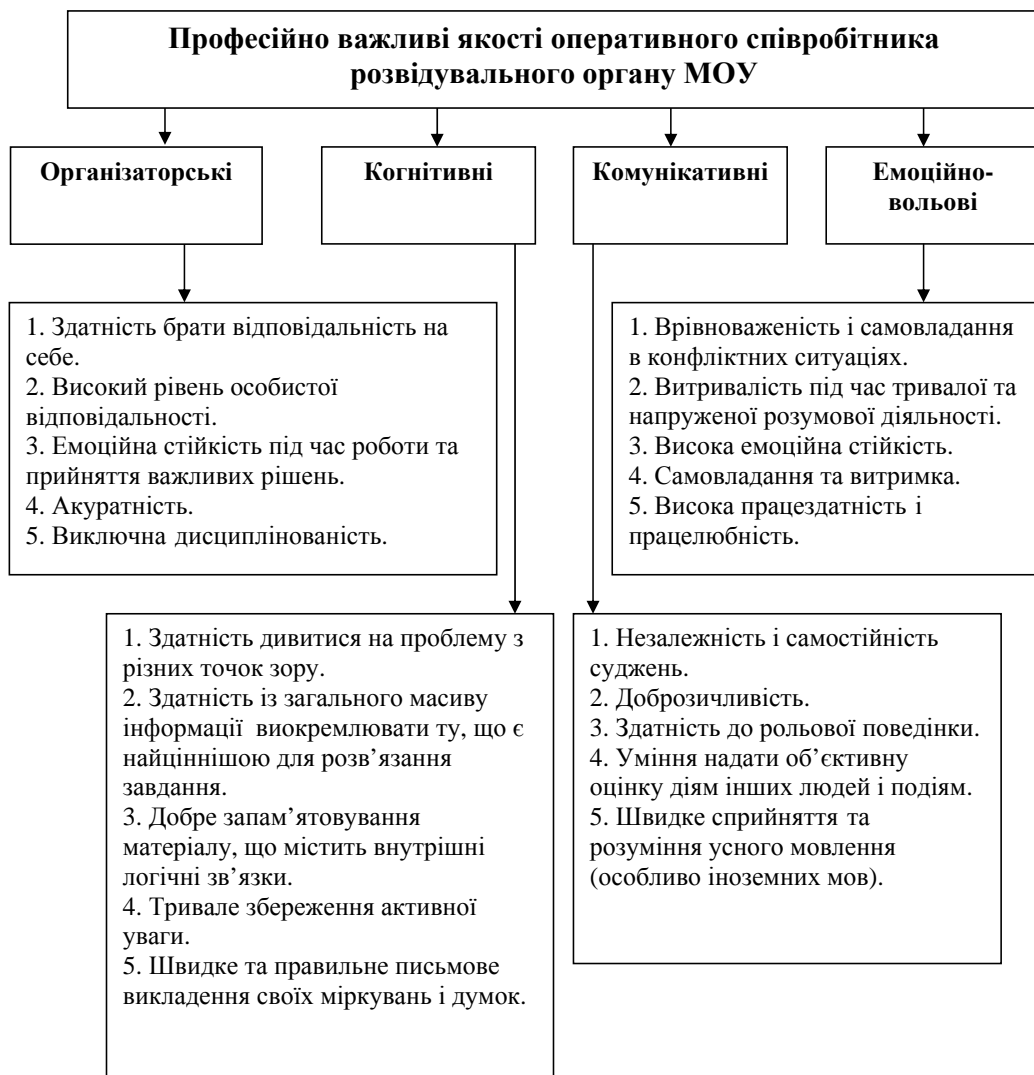 Професійно важливі якості оперативного співробітника
розвідувального органу МОУ
Організаторські
Когнітивні
Комунікативні
Емоційно-
вольові
1. Здатність брати відповідальність на
себе.
2. Високий рівень особистої
відповідальності.
3. Емоційна стійкість під час роботи та
прийняття важливих рішень.
4. Акуратність.
5. Виключна дисциплінованість.
1. Врівноваженість і самовладання
в конфліктних ситуаціях.
2. Витривалість під час тривалої та
напруженої розумової діяльності.
3. Висока емоційна стійкість.
4. Самовладання та витримка.
5. Висока працездатність і
працелюбність.
1. Здатність дивитися на проблему з
різних точок зору.
2. Здатність із загального масиву
інформації виокремлювати ту, що є
найціннішою для розв’язання
завдання.
3. Добре запам’ятовування
матеріалу, що містить внутрішні
логічні зв’язки.
4. Тривале збереження активної
уваги.
5. Швидке та правильне письмове
викладення своїх міркувань і думок.
1. Незалежність і самостійність
суджень.
2. Доброзичливість.
3. Здатність до рольової поведінки.
4. Уміння надати об’єктивну
оцінку діям інших людей і подіям.
5. Швидке сприйняття та
розуміння усного мовлення
(особливо іноземних мов).